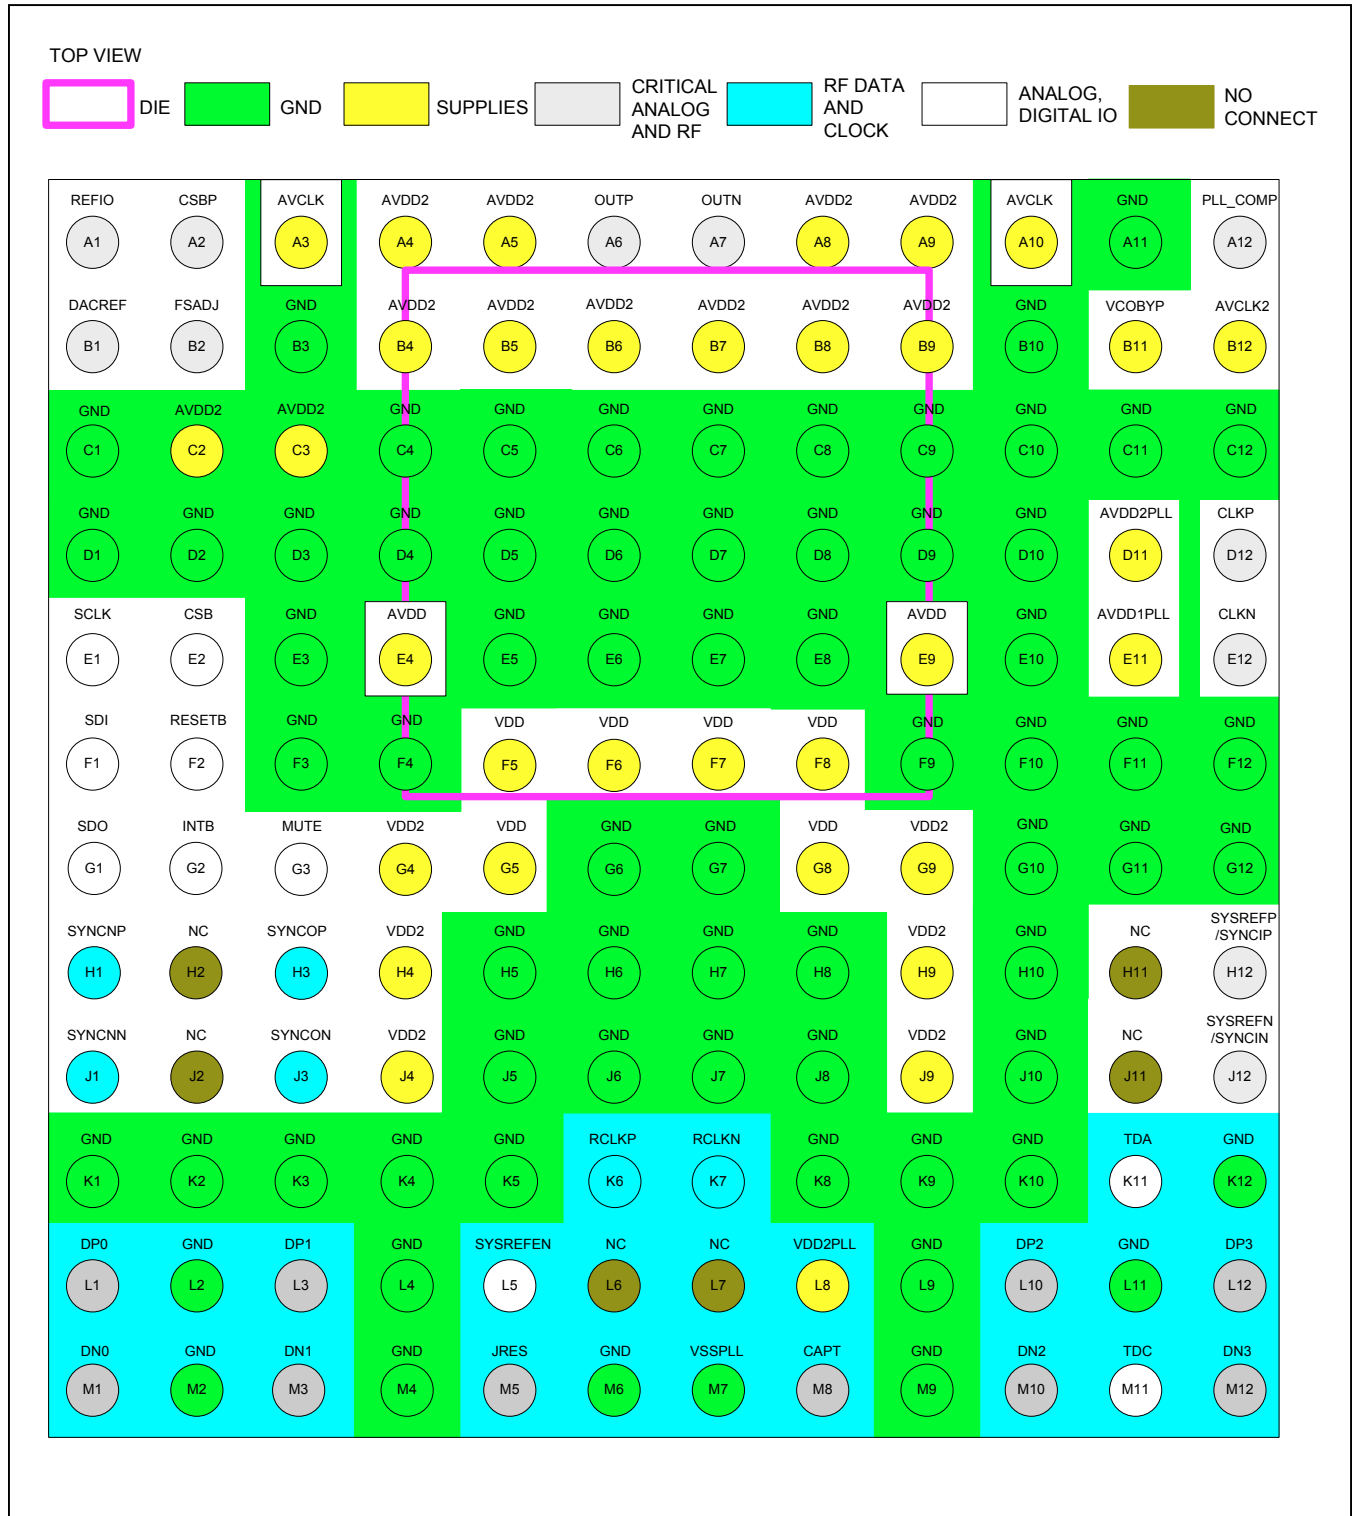 TOP VIEW
DIE
GND
SUPPLIES
CRITICAL
ANALOG
AND RF
RF DATA
AND
CLOCK
ANALOG,
DIGITAL IO
NO
CONNECT
REFIO CSBP AVCLK AVDD2 AVDD2 OUTP OUTN AVDD2 AVDD2 AVCLK GND PLL_COMP
A1 A2 A3 A4 A5 A6 A7 A8 A9 A10 A11 A12
DACREF FSADJ GND AVDD2 AVDD2 AVDD2 AVDD2 AVDD2 AVDD2 GND VCOBYP AVCLK2
B1 B2 B3 B4 B5 B6 B7 B8 B9 B10 B11 B12
GND AVDD2 AVDD2 GND GND GND GND GND GND GND GND GND
C1 C2 C3 C4 C5 C6 C7 C8 C9 C10 C11 C12
GND GND GND GND GND GND GND GND GND GND AVDD2PLL CLKP
D1 D2 D3 D4 D5 D6 D7 D8 D9 D10 D11 D12
SCLK CSB GND AVDD GND GND GND GND AVDD GND AVDD1PLL CLKN
E1 E2 E3 E4 E5 E6 E7 E8 E9 E10 E11 E12
SDI RESETB GND GND VDD VDD VDD VDD GND GND GND GND
F1 F2 F3 F4 F5 F6 F7 F8 F9 F10 F11 F12
SDO INTB MUTE VDD2 VDD GND GND VDD VDD2 GND GND GND
G1 G2 G3 G4 G5 G6 G7 G8 G9 G10 G11 G12
SYNCNP NC SYNCOP VDD2 GND GND GND GND VDD2 GND NC SYSREFP
/SYNCIP
H1 H2 H3 H4 H5 H6 H7 H8 H9 H10 H11 H12
SYNCNN NC SYNCON VDD2 GND GND GND GND VDD2 GND NC SYSREFN
/SYNCIN
J1 J2 J3 J4 J5 J6 J7 J8 J9 J10 J11 J12
GND GND GND GND GND RCLKP RCLKN GND GND GND TDA GND
K1 K2 K3 K4 K5 K6 K7 K8 K9 K10 K11 K12
DP0 GND DP1 GND SYSREFEN NC NC VDD2PLL GND DP2 GND DP3
L1 L2 L3 L4 L5 L6 L7 L8 L9 L10 L11 L12
DN0 GND DN1 GND JRES GND VSSPLL CAPT GND DN2 TDC DN3
M1 M2 M3 M4 M5 M6 M7 M8 M9 M10 M11 M12